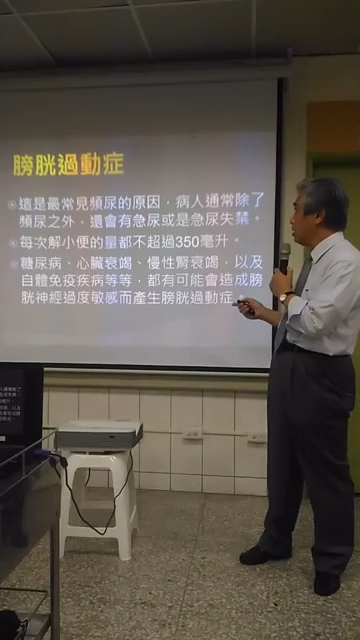 膀胱過動症
這是最常見頻尿的原因，病人通常除了
頻尿之外，還會有急尿或是急尿失禁。
每次解小便的量都不超過350毫升。
糖尿病、心臟衰竭、慢性腎衰竭，以及
自體免疫疾病等等，都有可能會造成膀
胱神經過度敏感而產生膀胱過動症。